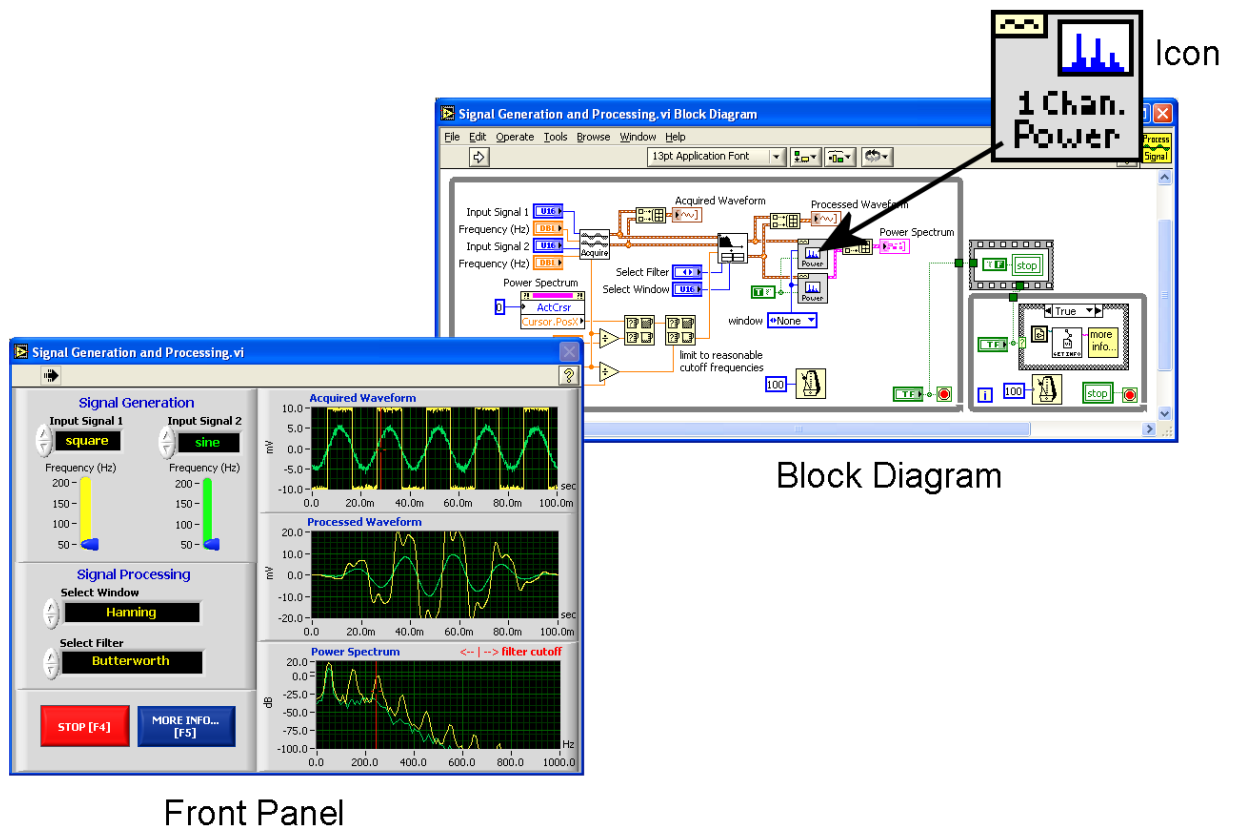 Icon
1 Chan.
Power
Signal Generation and Processing.vi Block Diagram
File Edit Operate Tools Browse Window Help
13pt Application Font
Process
Signal
Acquired Waveform
Processed Waveform
Power Spectrum
Input Signal 1 U16
Frequency (Hz) DBL
Input Signal 2 U16
Frequency (Hz) DBL
Acquire
Power
Power
Select Filter
Select Window U16
Power Spectrum
0 ActCrsr
Cursor.PosX
window None
limit to reasonable
cutoff frequencies
100
TF
stop
True
TF
GET INFO
more
info...
i 100 stop
Block Diagram
Signal Generation and Processing.vi
?
Signal Generation
Input Signal 1 Input Signal 2
square sine
Frequency (Hz) Frequency (Hz)
200 200
150 150
100 100
50 50
Signal Processing
Select Window
Hanning
Select Filter
Butterworth
STOP [F4]
MORE INFO...
[F5]
Acquired Waveform
10.0
5.0
mV
0.0
-5.0
-10.0
sec
0.0 20.0m 40.0m 60.0m 80.0m 100.0m
Processed Waveform
20.0
10.0
mV
0.0
-10.0
-20.0
sec
0.0 20.0m 40.0m 60.0m 80.0m 100.0m
Power Spectrum <-- | --> filter cutoff
20.0
0.0
-25.0
dB
-50.0
-75.0
-100.0
Hz
0.0 200.0 400.0 600.0 800.0 1000.0
Front Panel